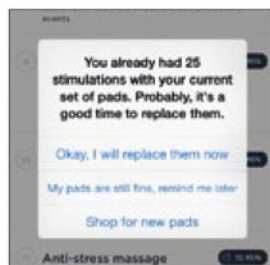 You already had 25
stimulations with your current
set of pads. Probably, it's a
good time to replace them.
Okay, I will replace them now
My pads are still fine, remind me later
Shop for new pads
Anti-stress massage